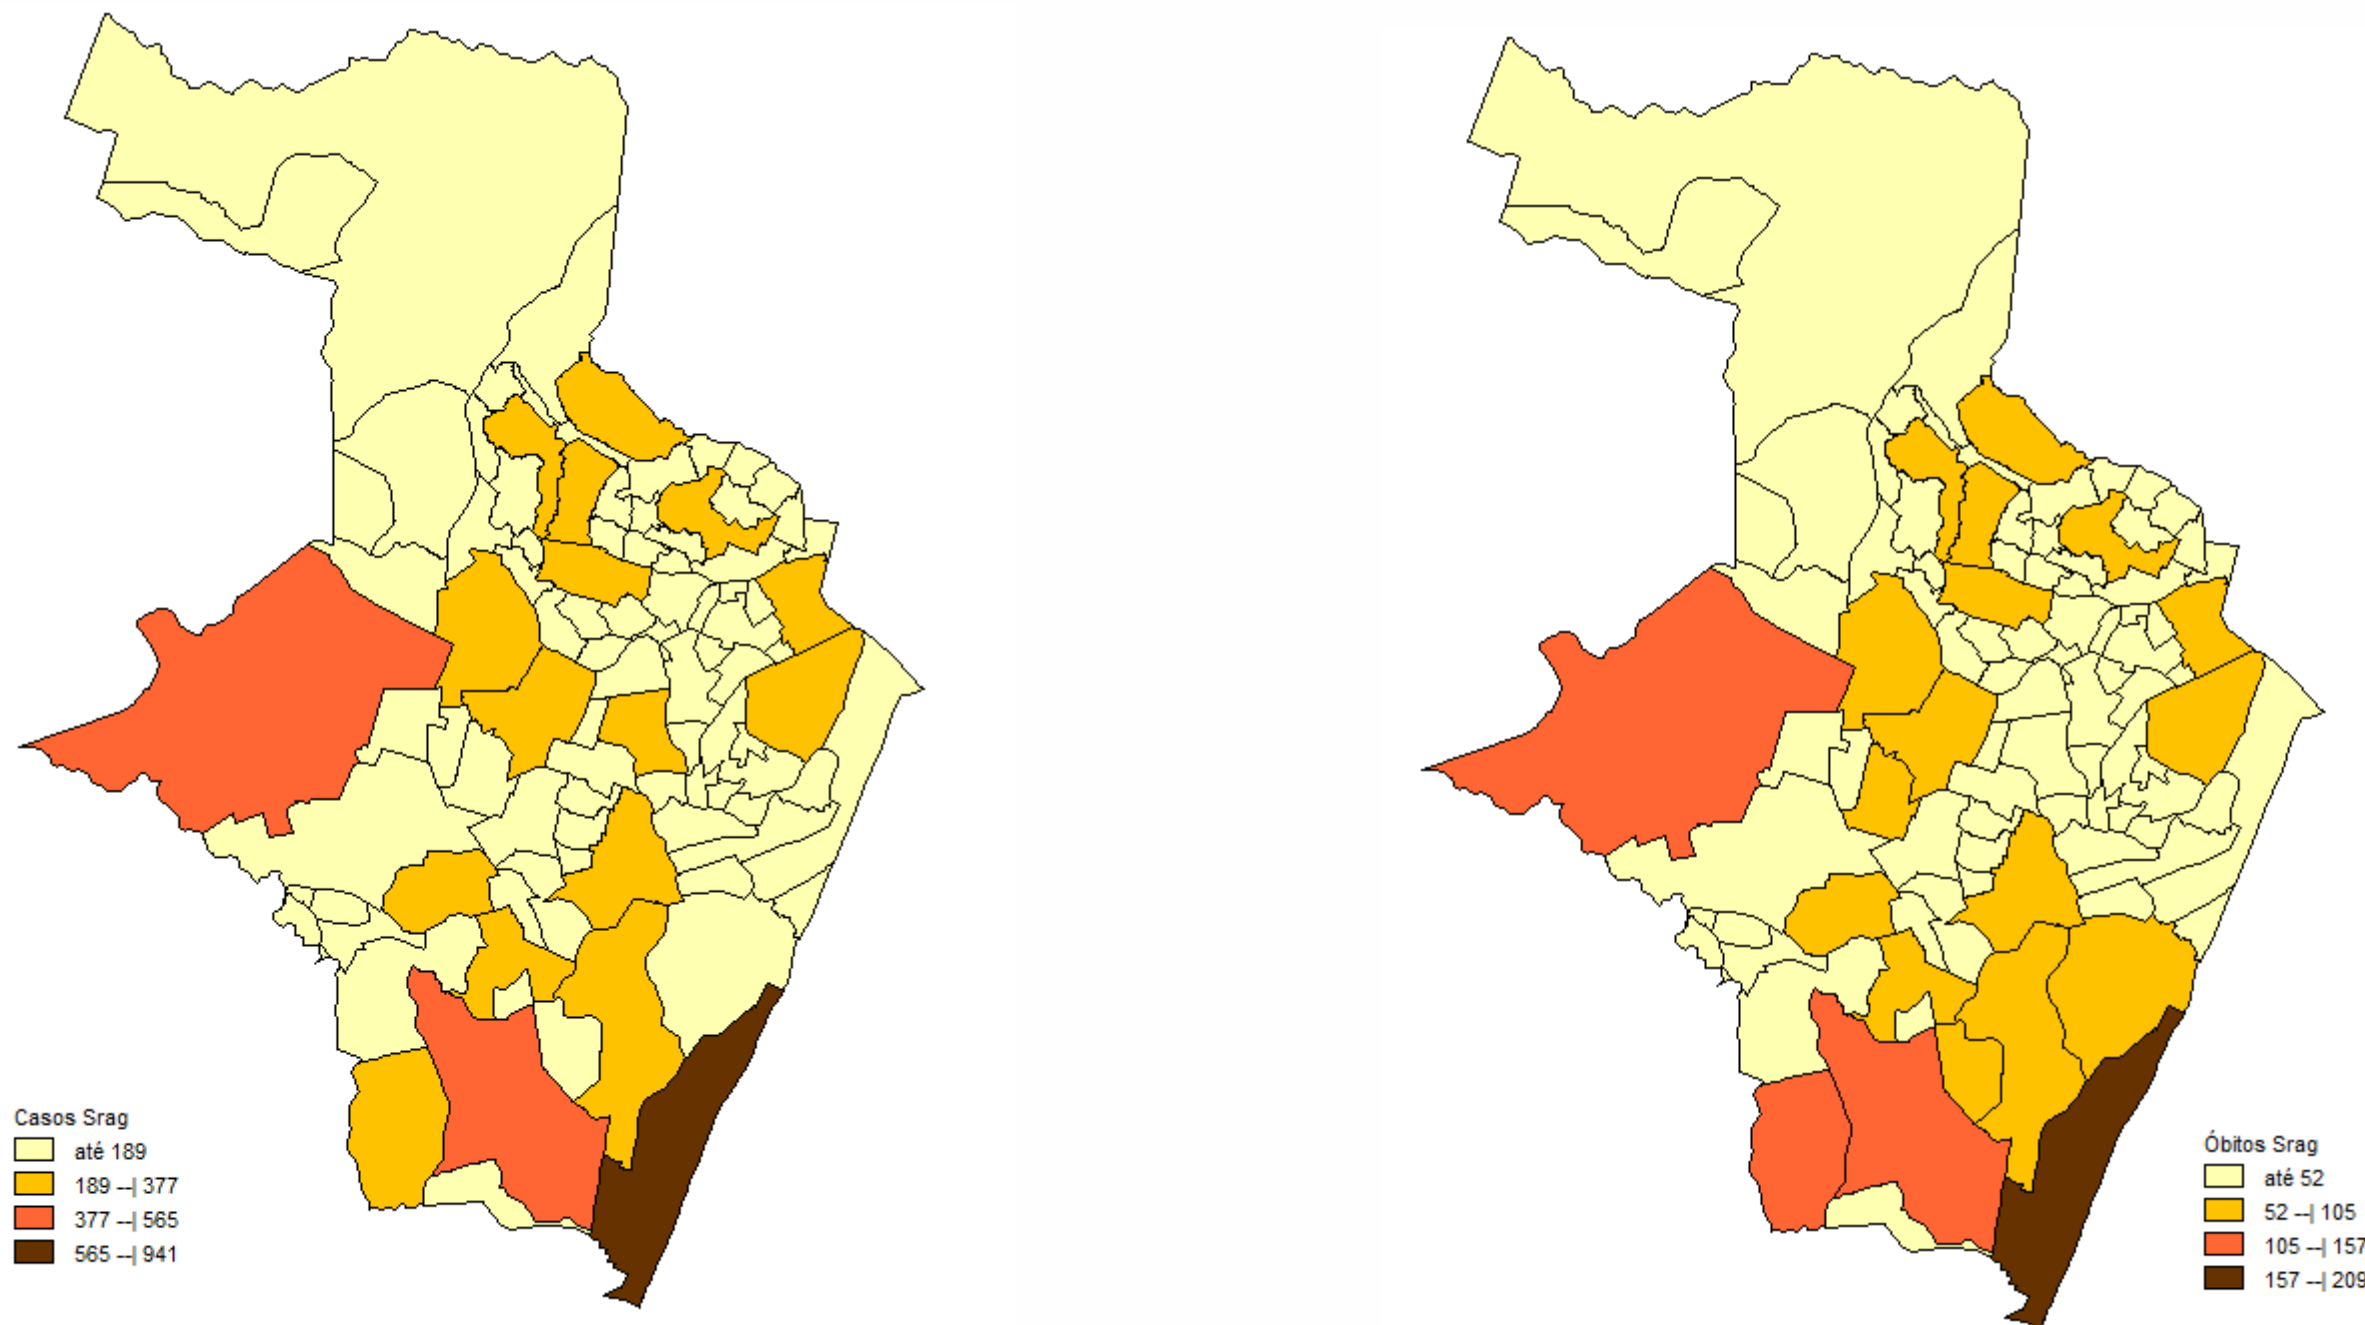 Casos Srag
até 189
189 --| 377
377 --| 565
565 --| 941
Óbitos Srag
até 52
52 --| 105
105 --| 157
157 --| 209